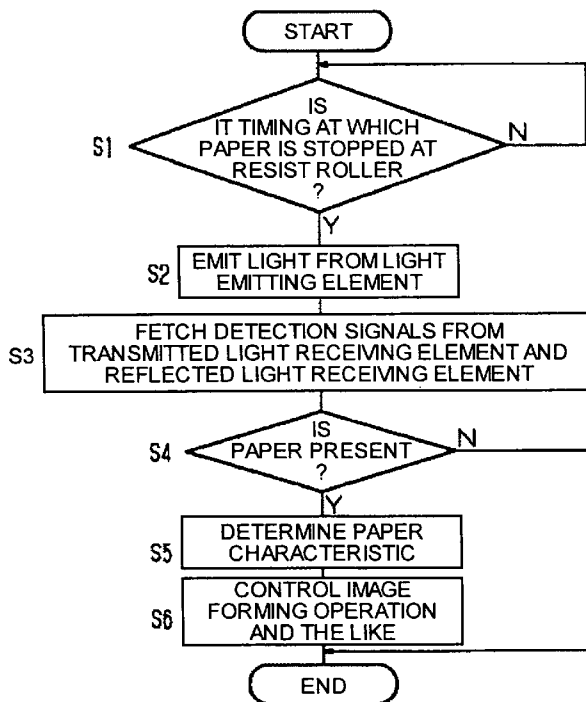 START
IS
IT TIMING AT WHICH
PAPER IS STOPPED AT
RESIST ROLLER
?
S1
N
Y
S2
EMIT LIGHT FROM LIGHT
EMITTING ELEMENT
S3
FETCH DETECTION SIGNALS FROM
TRANSMITTED LIGHT RECEIVING ELEMENT AND
REFLECTED LIGHT RECEIVING ELEMENT
S4
IS
PAPER PRESENT
?
N
Y
S5
DETERMINE PAPER
CHARACTERISTIC
S6
CONTROL IMAGE
FORMING OPERATION
AND THE LIKE
END